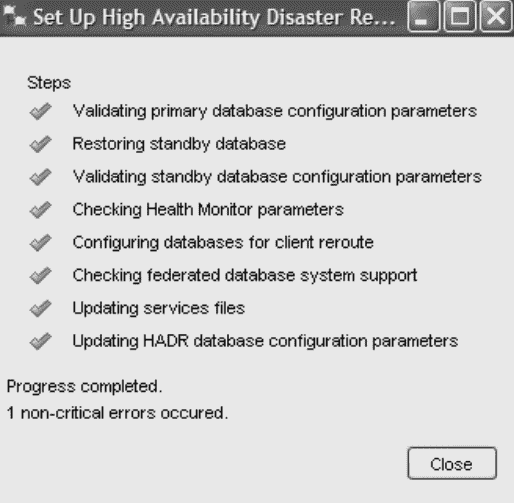 Set Up High Availability Disaster Re...
Steps
Validating primary database configuration parameters
Restoring standby database
Validating standby database configuration parameters
Checking Health Monitor parameters
Configuring databases for client reroute
Checking federated database system support
Updating services files
Updating HADR database configuration parameters
Progress completed.
1 non-critical errors occured.
Close